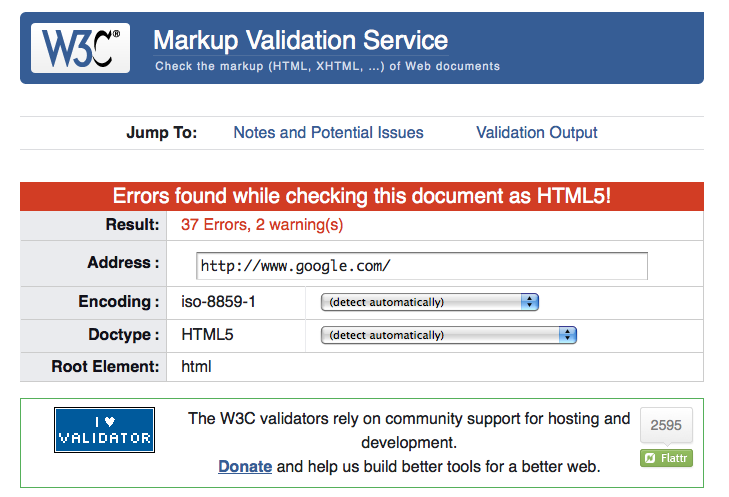 W3C® Markup Validation Service
Check the markup (HTML, XHTML, …) of Web documents
Jump To: Notes and Potential Issues Validation Output
Errors found while checking this document as HTML5!
Result: 37 Errors, 2 warning(s)
Address : http://www.google.com/
Encoding : iso-8859-1 (detect automatically)
Doctype : HTML5 (detect automatically)
Root Element: html
I ♥
VALIDATOR
The W3C validators rely on community support for hosting and
development.
Donate and help us build better tools for a better web.
2595
Flattr